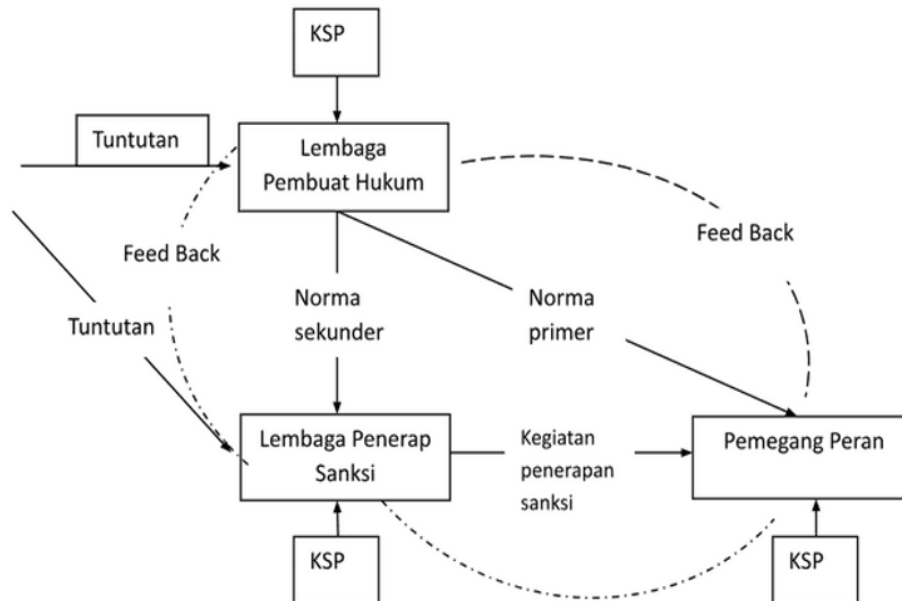 KSP
Tuntutan
Lembaga
Pembuat Hukum
Feed Back
Feed Back
Tuntutan
Norma
sekunder
Norma
primer
Lembaga Penerap
Sanksi
Kegiatan
penerapan
sanksi
Pemegang Peran
KSP
KSP